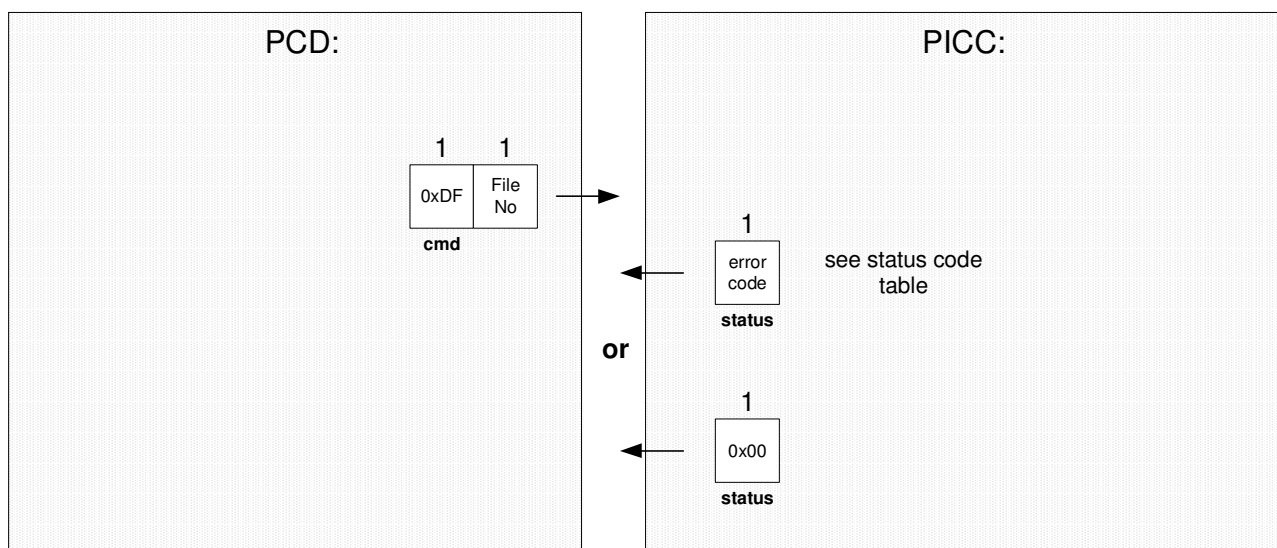 PCD:
PICC:
1 1
0xDF File No
cmd
1
error code
see status code table
status
or
1
0x00
status